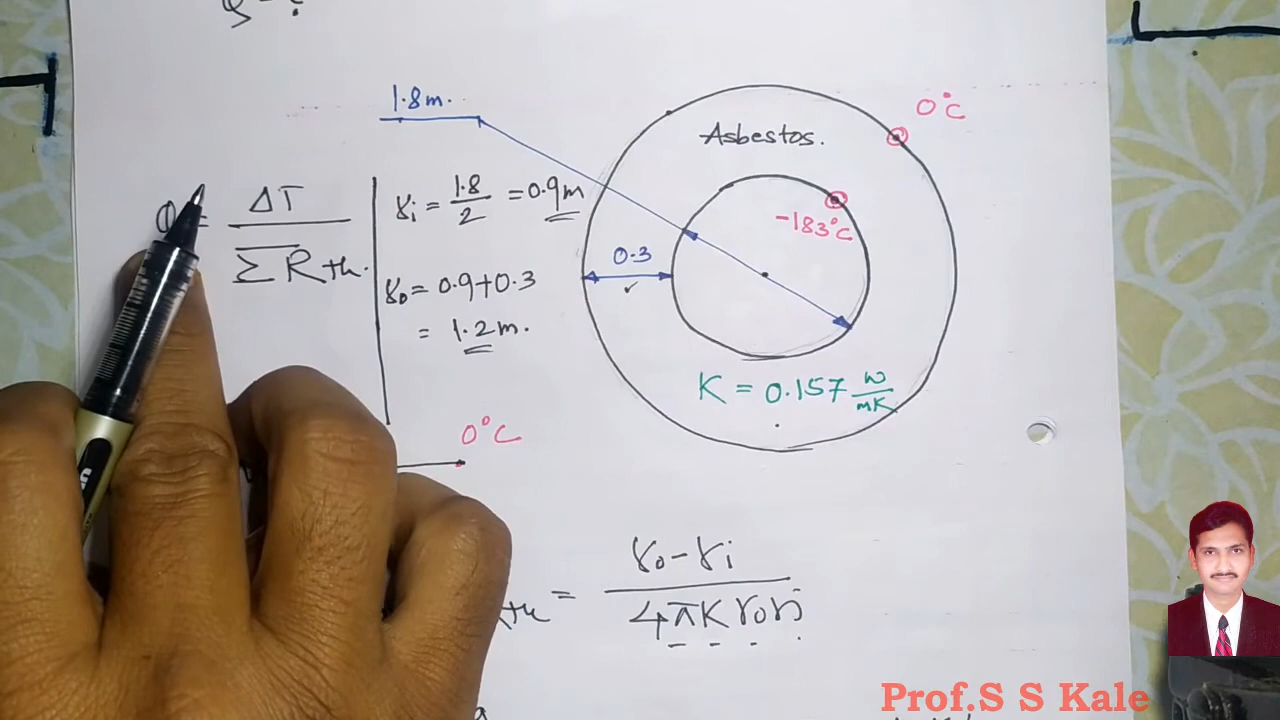 1.8m.
0°C
Asbestos.
-183°C
Q = ΔT / ΣRth.
ri = 1.8/2 = 0.9m
r0 = 0.9+0.3
= 1.2m.
0.3
K = 0.157 W/mK
0°C
= r0-ri / 4πK r0ri
Prof.S S Kale